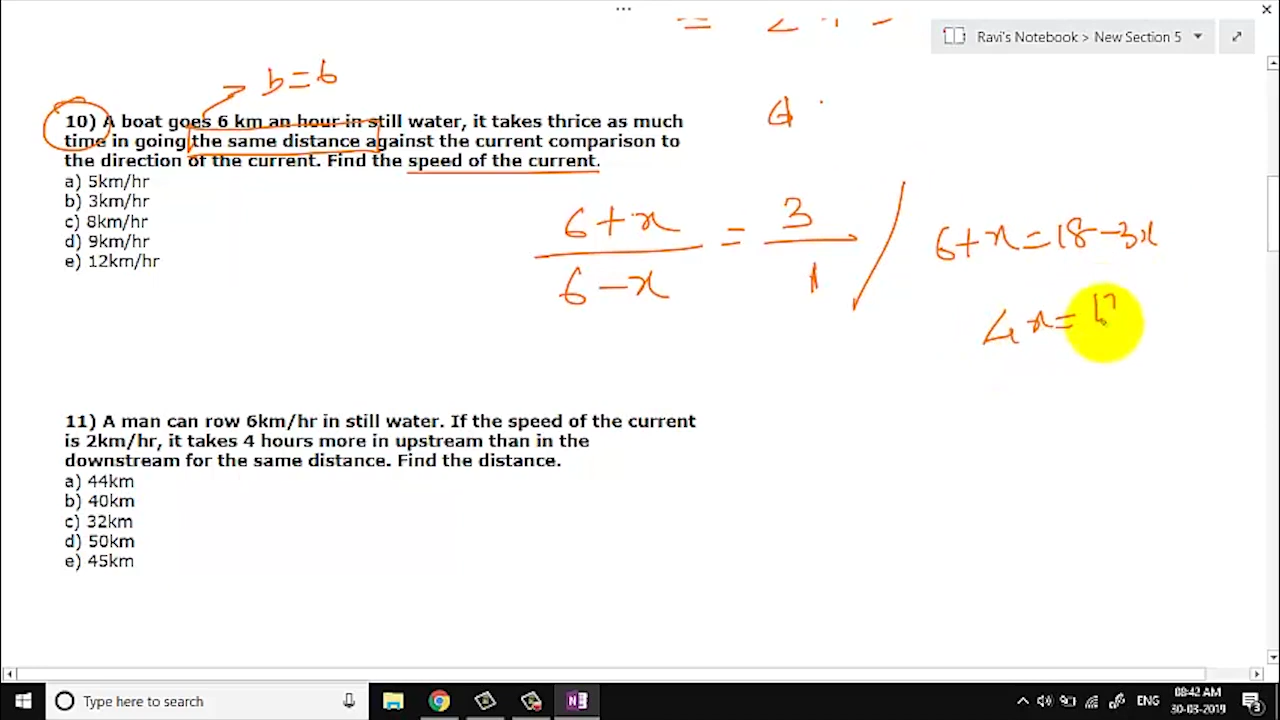 ...
Ravi's Notebook > New Section 5
b=6
10) A boat goes 6 km an hour in still water, it takes thrice as much
time in going the same distance against the current comparison to
the direction of the current. Find the speed of the current.
a) 5km/hr
b) 3km/hr
c) 8km/hr
d) 9km/hr
e) 12km/hr
6+x
6-x
=
3
1
6+x=18-3x
4x=
11) A man can row 6km/hr in still water. If the speed of the current
is 2km/hr, it takes 4 hours more in upstream than in the
downstream for the same distance. Find the distance.
a) 44km
b) 40km
c) 32km
d) 50km
e) 45km
Type here to search
ENG
08:42 AM
30-03-2019
3